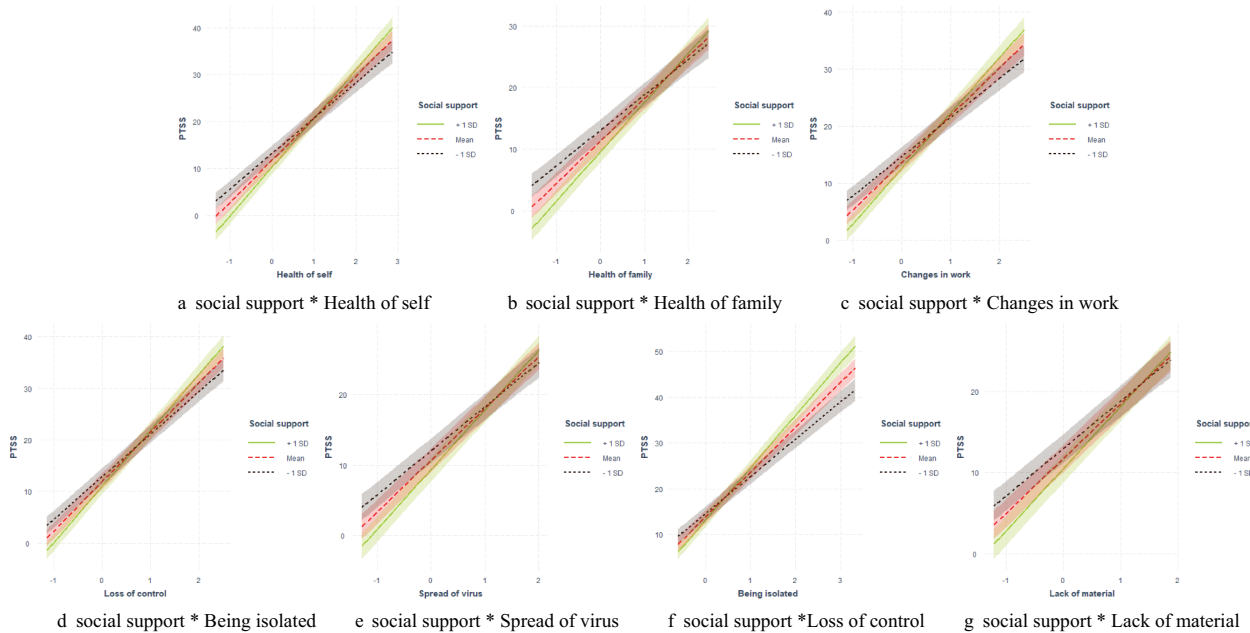 40
30
20
10
0
PTSS
-1
0
1
2
3
Health of self
Social support
+ 1 SD
Mean
- 1 SD
a social support * Health of self
30
20
10
0
PTSS
-1
0
1
2
Health of family
Social support
+ 1 SD
Mean
- 1 SD
b social support * Health of family
40
30
20
10
0
PTSS
-1
0
1
2
Changes in work
Social support
+ 1 SD
Mean
- 1 SD
c social support * Changes in work
40
30
20
10
0
PTSS
-1
0
1
2
Loss of control
Social support
+ 1 SD
Mean
- 1 SD
d social support * Being isolated
20
10
0
PTSS
-1
0
1
2
Spread of virus
Social support
+ 1 SD
Mean
- 1 SD
e social support * Spread of virus
50
40
30
20
10
PTSS
0
1
2
3
Being isolated
Social support
+ 1 SD
Mean
- 1 SD
f social support *Loss of control
20
10
0
PTSS
-1
0
1
2
Lack of material
Social support
+ 1 SD
Mean
- 1 SD
g social support * Lack of material